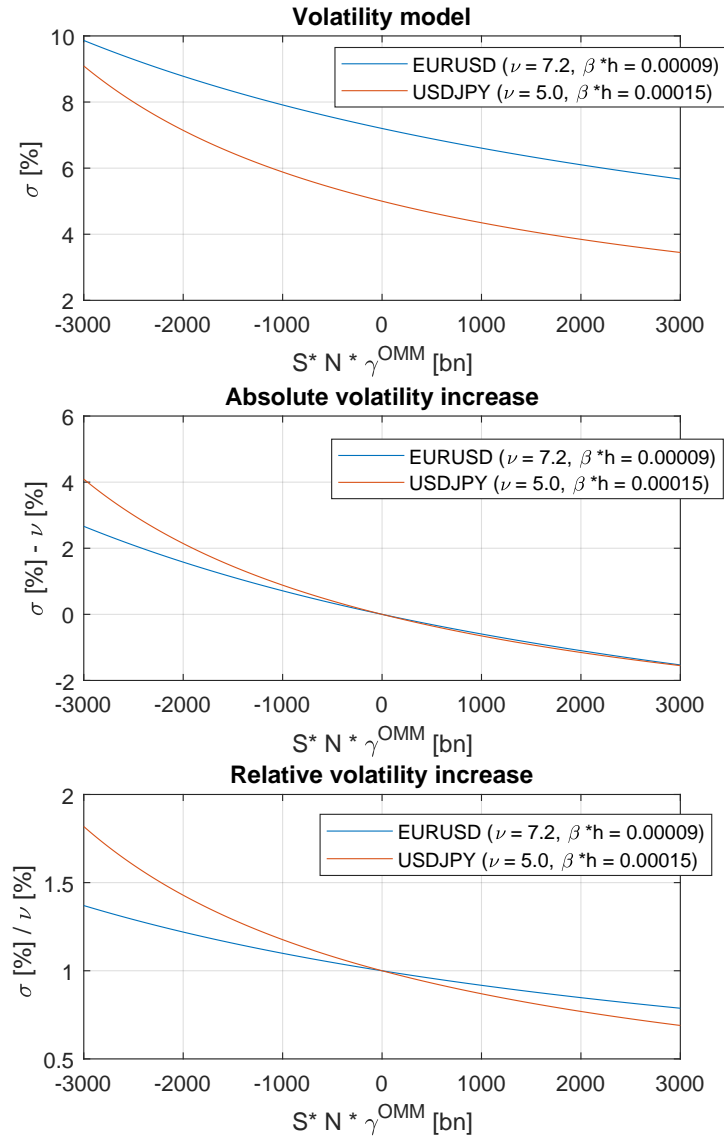 Volatility model
10
8
6
4
2
σ [%]
EURUSD (ν = 7.2, β *h = 0.00009)
USDJPY (ν = 5.0, β *h = 0.00015)
-3000 -2000 -1000 0 1000 2000 3000
S* N * γ^OMM [bn]
Absolute volatility increase
6
4
2
0
-2
σ [%] - ν [%]
EURUSD (ν = 7.2, β *h = 0.00009)
USDJPY (ν = 5.0, β *h = 0.00015)
-3000 -2000 -1000 0 1000 2000 3000
S* N * γ^OMM [bn]
Relative volatility increase
2
1.5
1
0.5
σ [%] / ν [%]
EURUSD (ν = 7.2, β *h = 0.00009)
USDJPY (ν = 5.0, β *h = 0.00015)
-3000 -2000 -1000 0 1000 2000 3000
S* N * γ^OMM [bn]